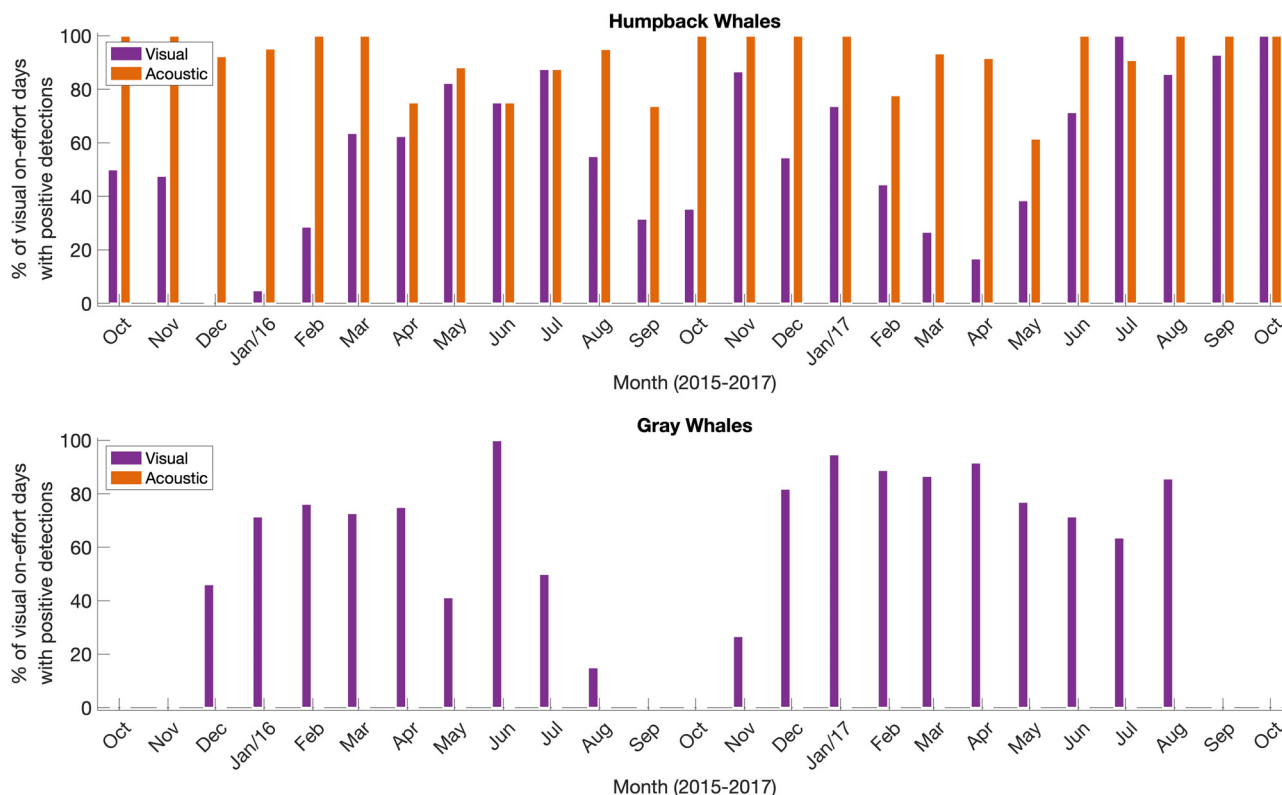 Humpback Whales
% of visual on-effort days
with positive detections
100
80
60
40
20
0
Visual
Acoustic
Oct Nov Dec Jan/16 Feb Mar Apr May Jun Jul Aug Sep Oct Nov Dec Jan/17 Feb Mar Apr May Jun Jul Aug Sep Oct
Month (2015-2017)
Gray Whales
% of visual on-effort days
with positive detections
100
80
60
40
20
0
Visual
Acoustic
Oct Nov Dec Jan/16 Feb Mar Apr May Jun Jul Aug Sep Oct Nov Dec Jan/17 Feb Mar Apr May Jun Jul Aug Sep Oct
Month (2015-2017)